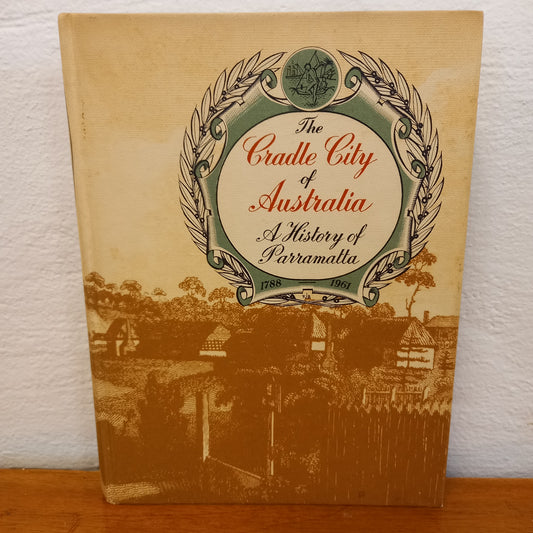 The
Cradle City
of
Australia
A History of
Parramatta
1788 — 1961